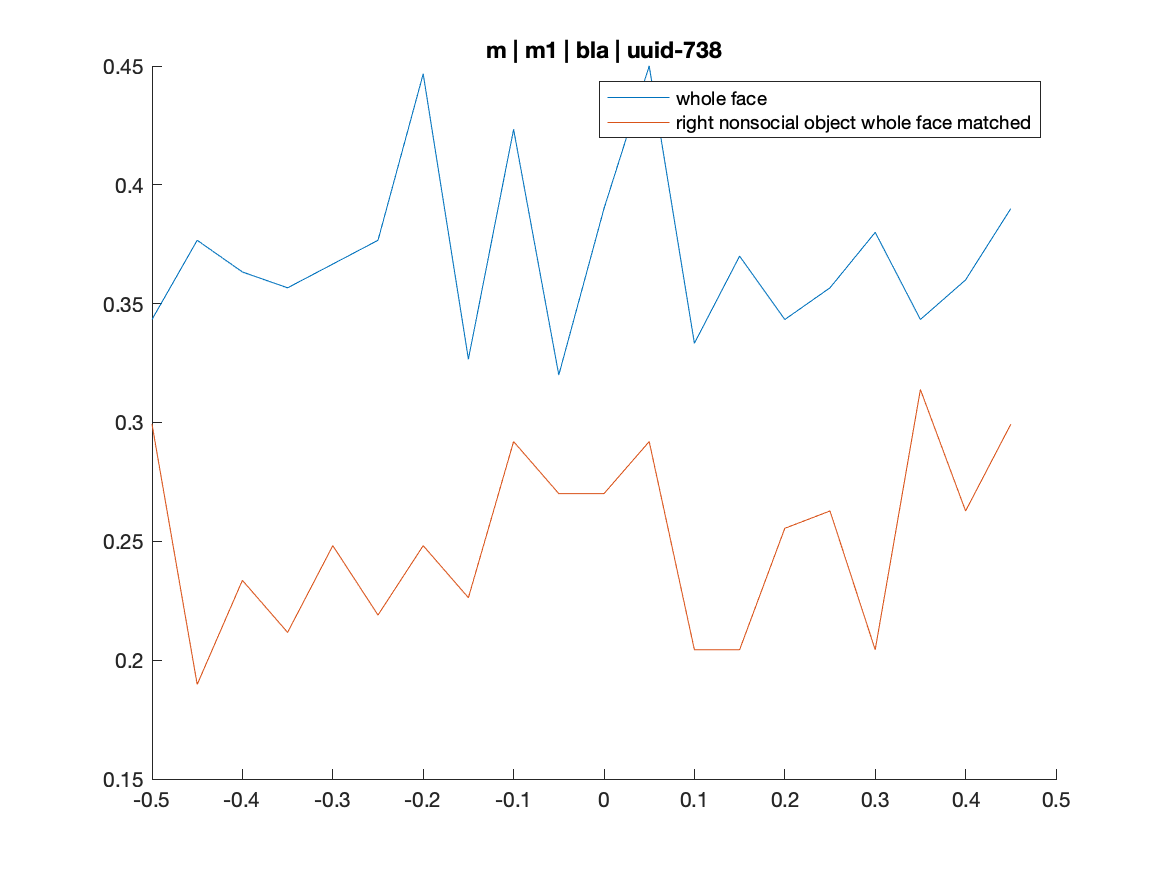 m | m1 | bla | uuid-738
whole face
right nonsocial object whole face matched
0.45
0.4
0.35
0.3
0.25
0.2
0.15
-0.5 -0.4 -0.3 -0.2 -0.1 0 0.1 0.2 0.3 0.4 0.5